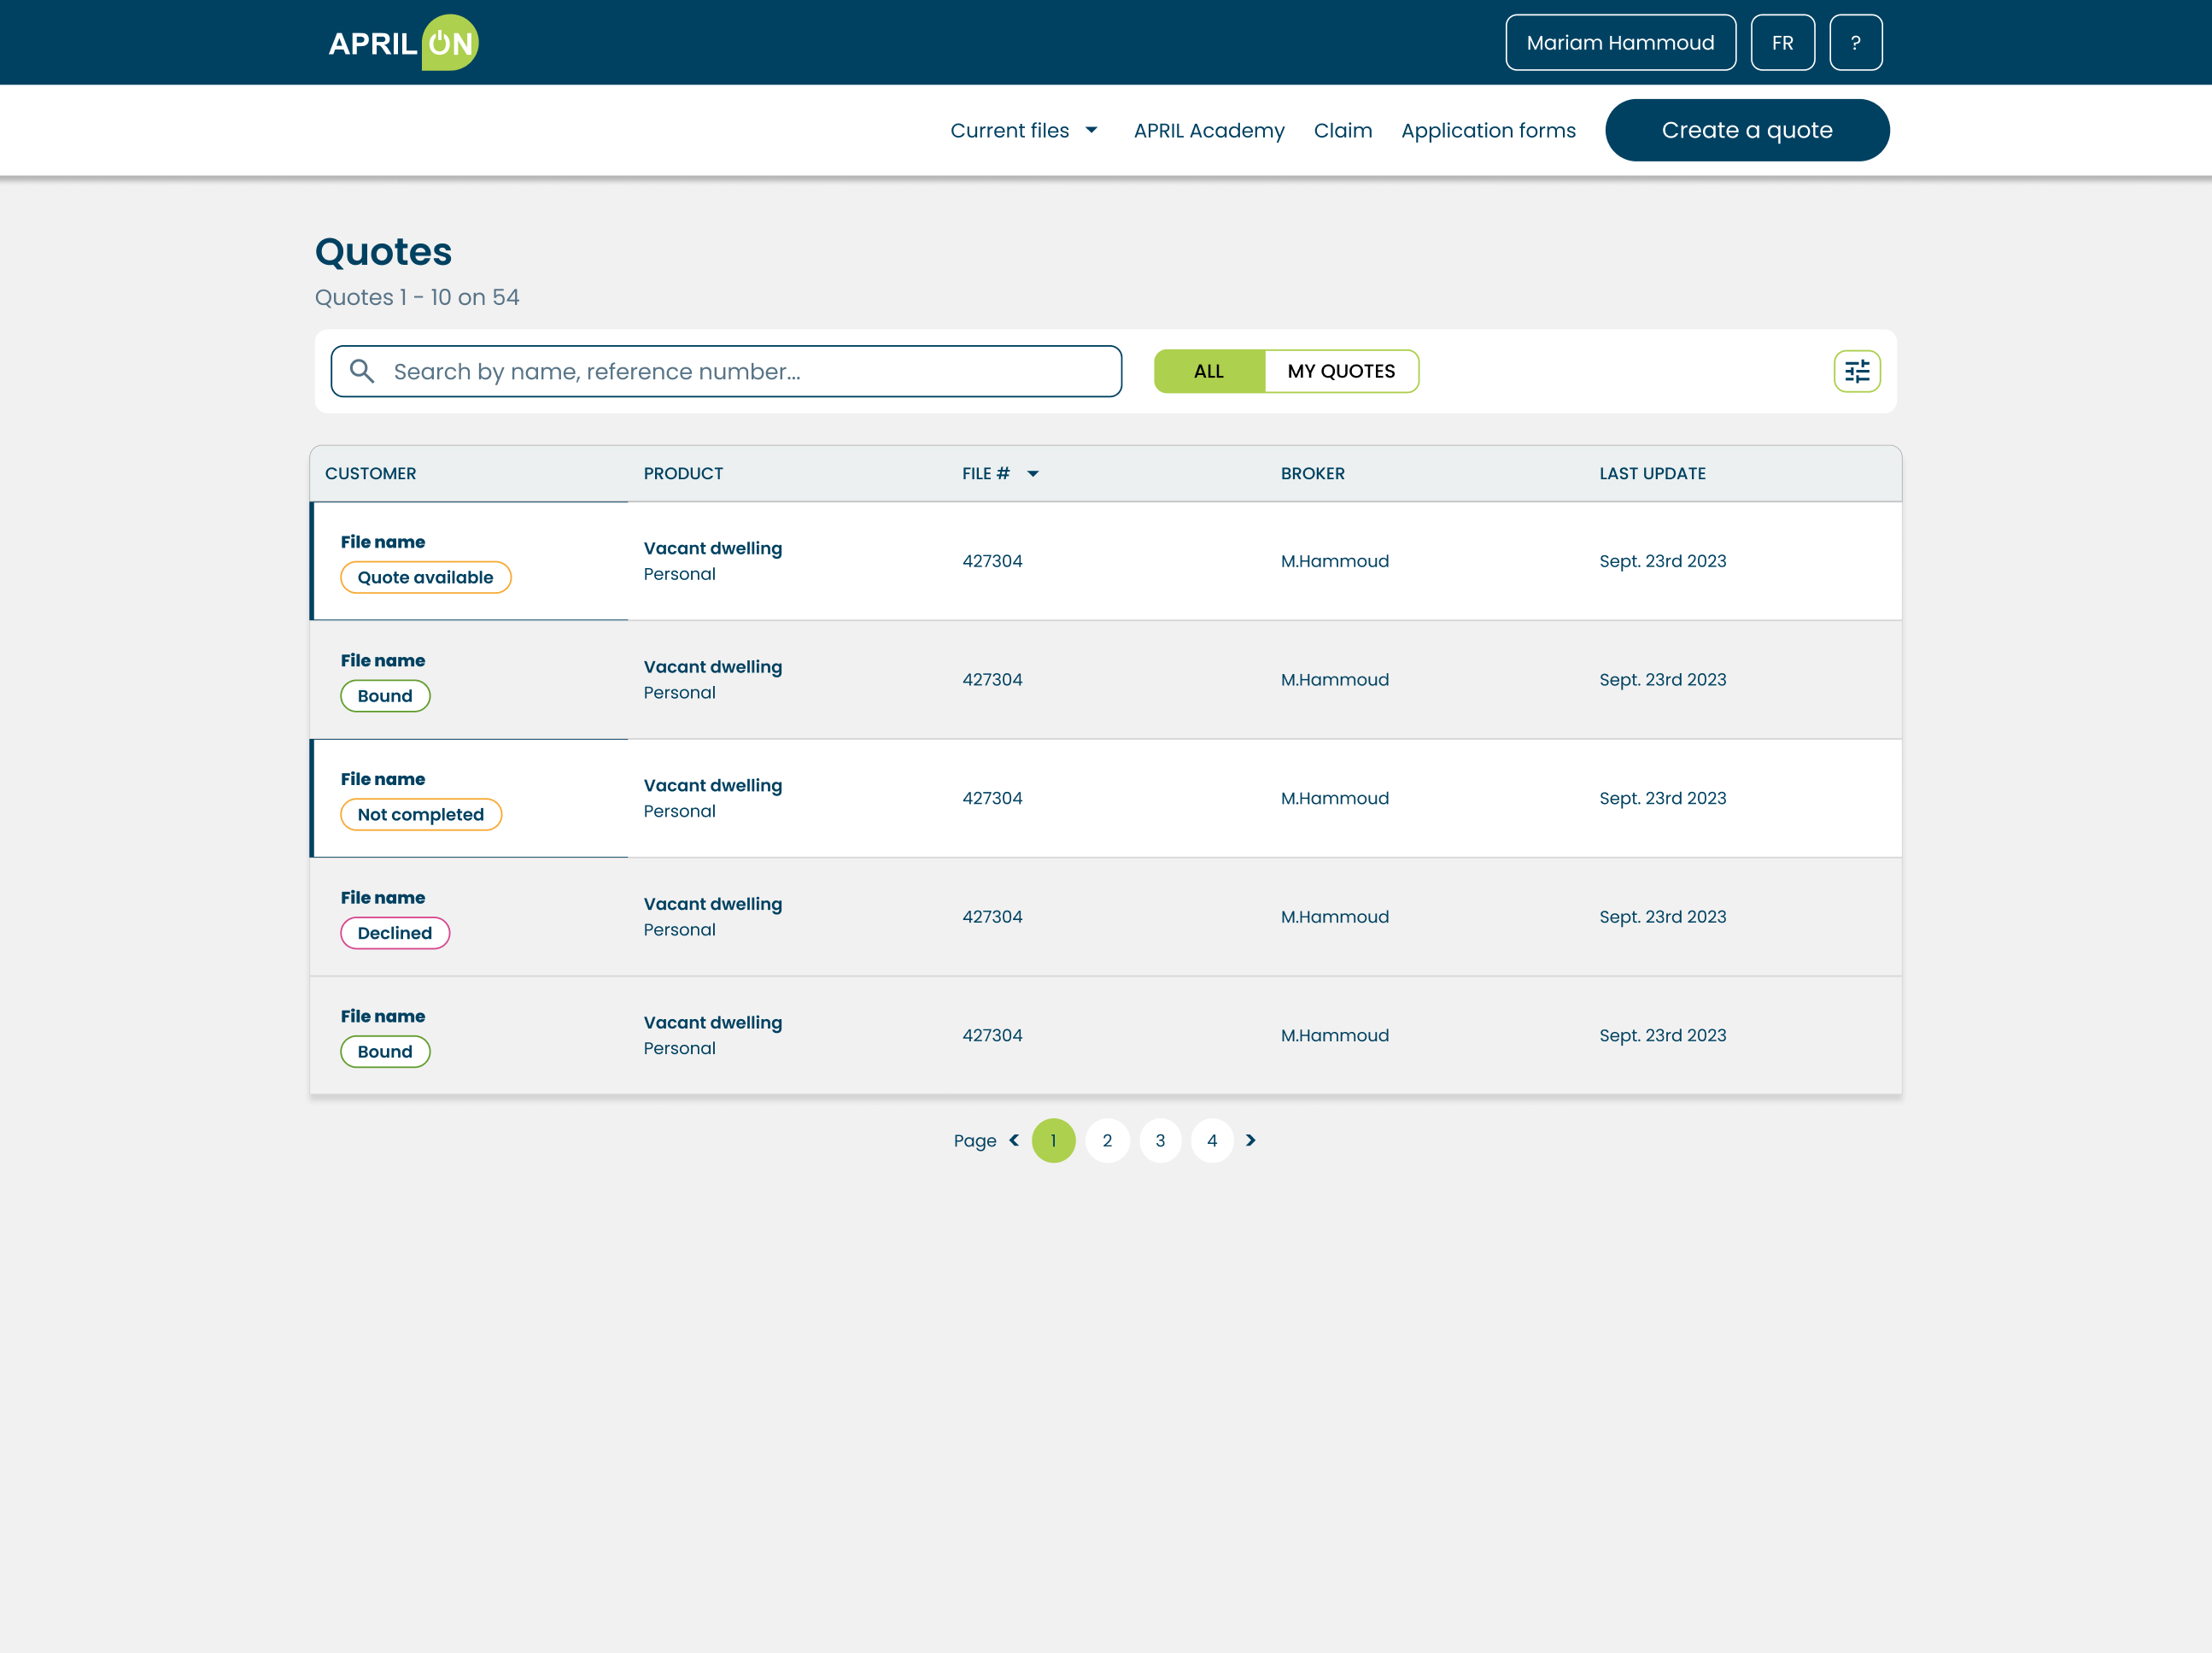 APRIL ON
Mariam Hammoud
FR
?
Current files
APRIL Academy
Claim
Application forms
Create a quote
Quotes
Quotes 1 - 10 on 54
Search by name, reference number...
ALL
MY QUOTES
CUSTOMER
PRODUCT
FILE #
BROKER
LAST UPDATE
File name
Quote available
Vacant dwelling
Personal
427304
M.Hammoud
Sept. 23rd 2023
File name
Bound
Vacant dwelling
Personal
427304
M.Hammoud
Sept. 23rd 2023
File name
Not completed
Vacant dwelling
Personal
427304
M.Hammoud
Sept. 23rd 2023
File name
Declined
Vacant dwelling
Personal
427304
M.Hammoud
Sept. 23rd 2023
File name
Bound
Vacant dwelling
Personal
427304
M.Hammoud
Sept. 23rd 2023
Page < 1 2 3 4 >